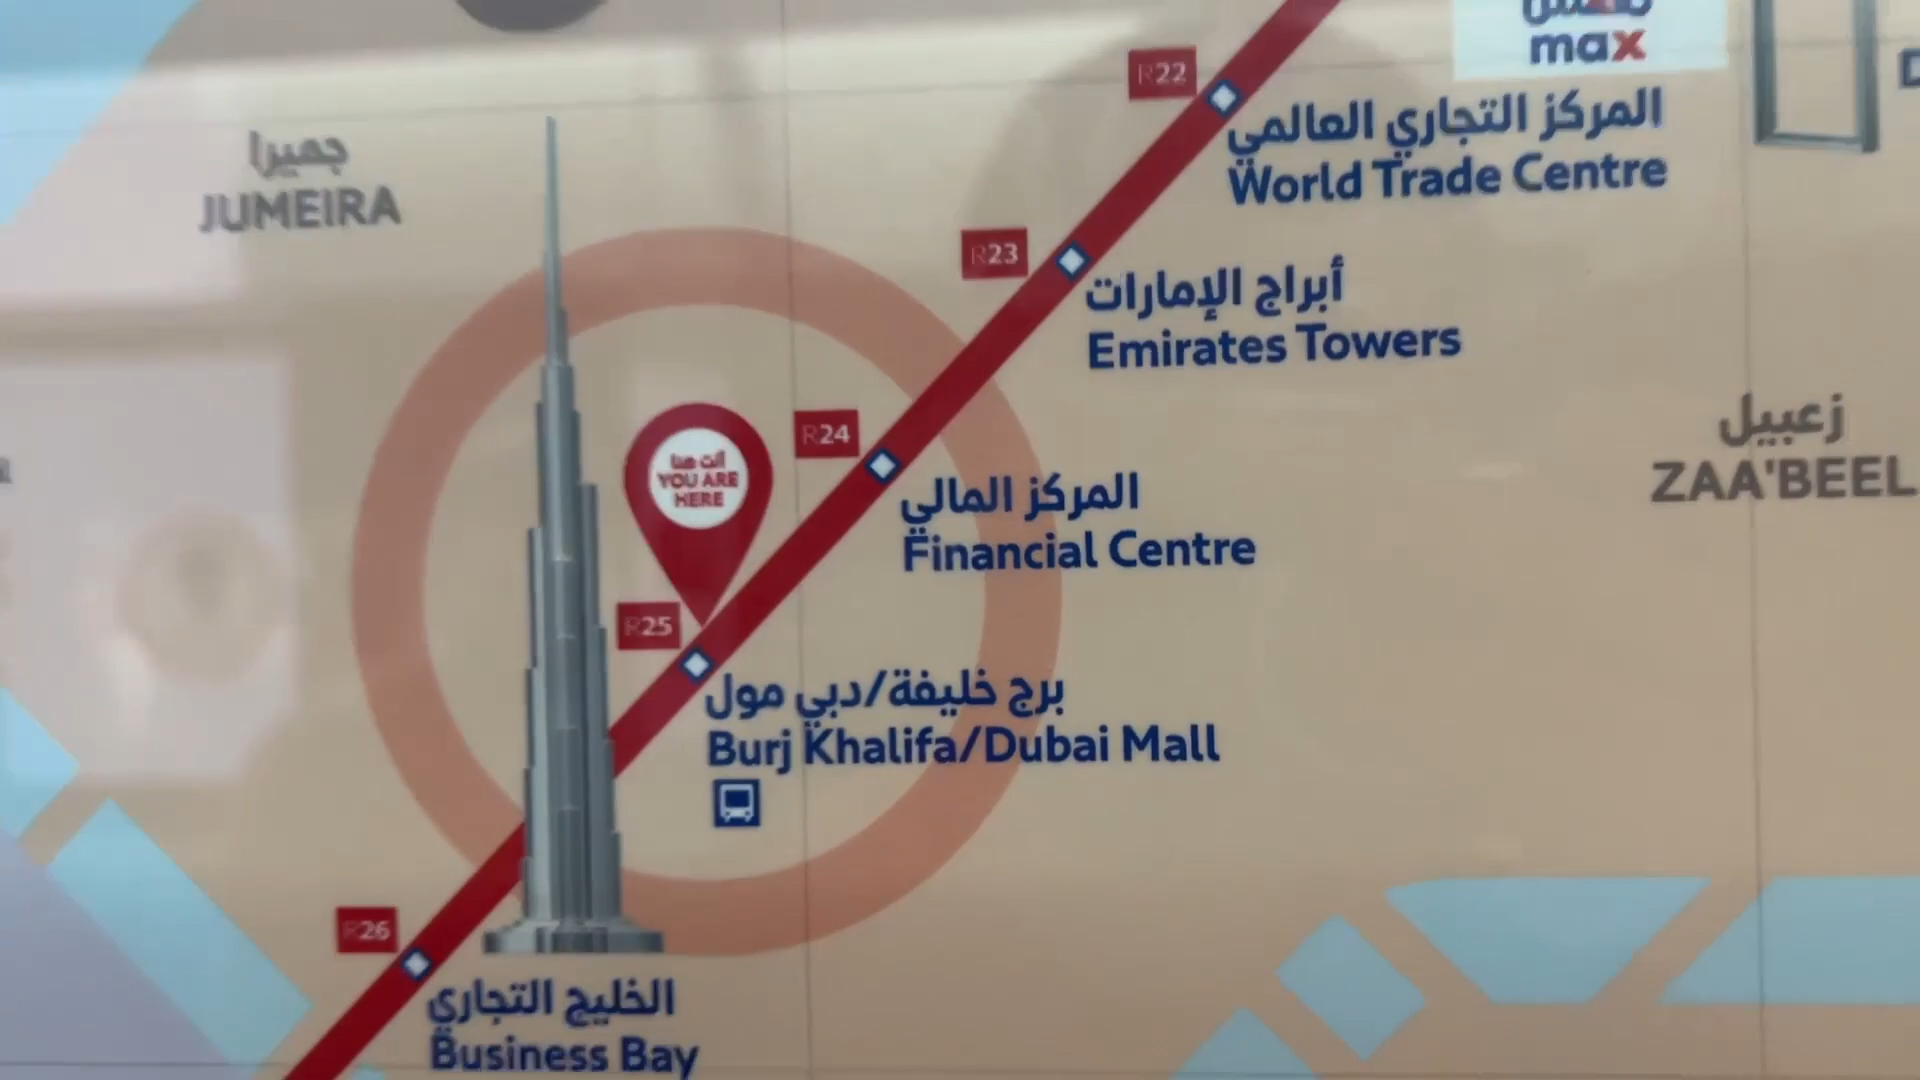 max
R22
المركز التجاري العالمي
World Trade Centre
جميرا
JUMEIRA
R23
أبراج الإمارات
Emirates Towers
زعبيل
ZAA'BEEL
R24
المركز المالي
Financial Centre
أنت هنا
YOU ARE
HERE
R25
برج خليفة/دبي مول
Burj Khalifa/Dubai Mall
R26
الخليج التجاري
Business Bay